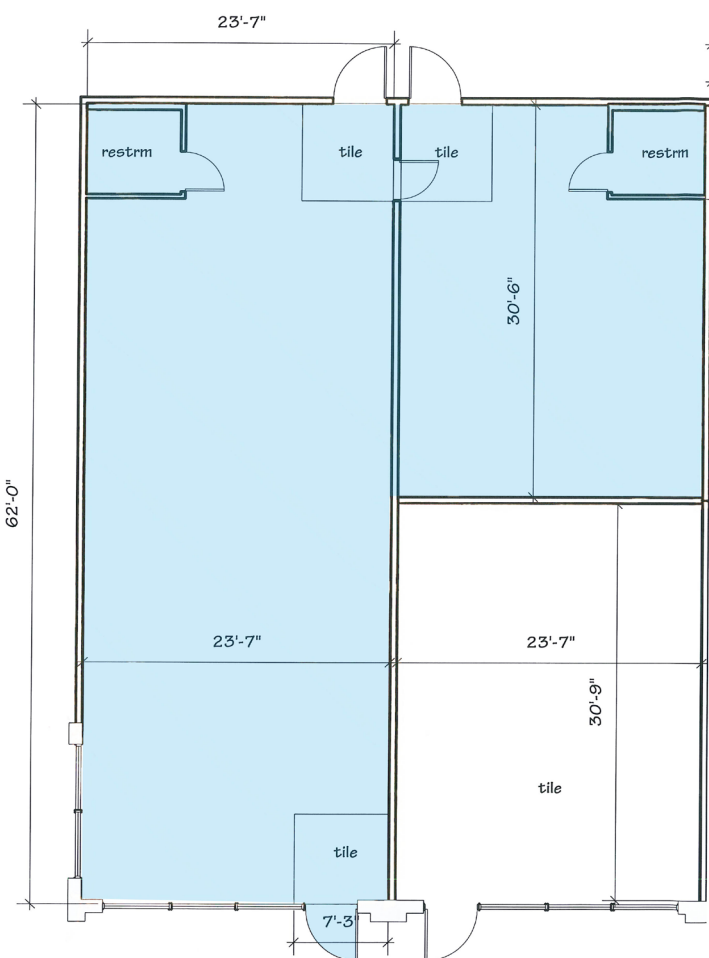 23'-7"
restrm
tile
tile
restrm
30'-6"
62'-0"
23'-7"
23'-7"
30'-9"
tile
tile
7'-3"